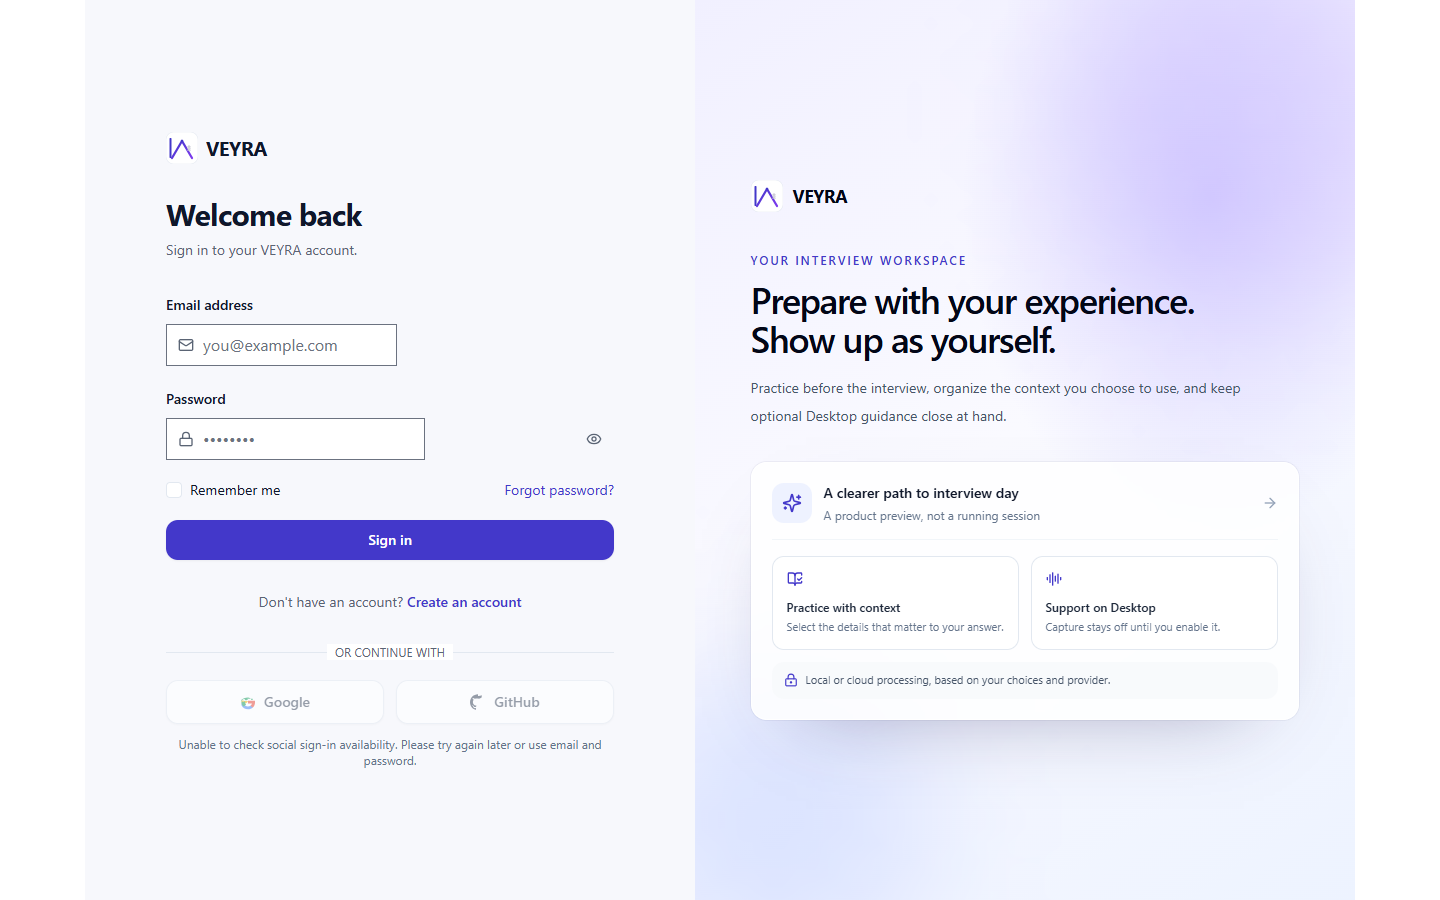 VEYRA
Welcome back
Sign in to your VEYRA account.
Email address
you@example.com
Password
••••••••
Remember me
Forgot password?
Sign in
Don't have an account? Create an account
OR CONTINUE WITH
Google
GitHub
Unable to check social sign-in availability. Please try again later or use email and
password.
VEYRA
YOUR INTERVIEW WORKSPACE
Prepare with your experience.
Show up as yourself.
Practice before the interview, organize the context you choose to use, and keep
optional Desktop guidance close at hand.
A clearer path to interview day
A product preview, not a running session
Practice with context
Select the details that matter to your answer.
Support on Desktop
Capture stays off until you enable it.
Local or cloud processing, based on your choices and provider.